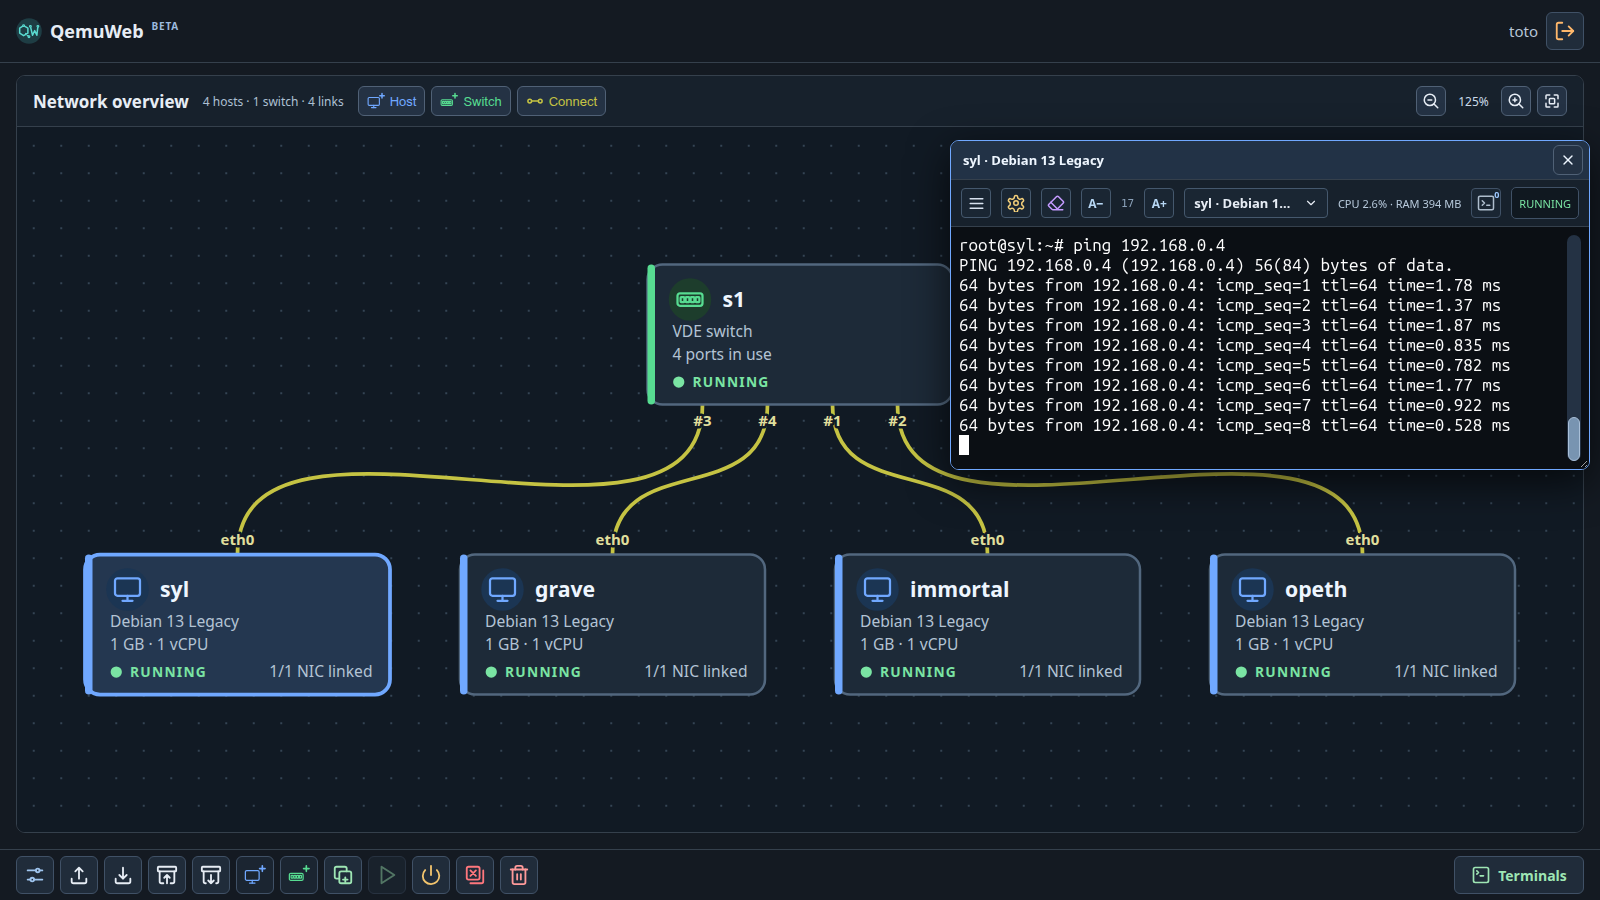 QemuWeb BETA
toto
Network overview
4 hosts · 1 switch · 4 links
Host
Switch
Connect
125%
syl · Debian 13 Legacy
A−
17
A+
syl · Debian 1...
CPU 2.6% · RAM 394 MB
0
RUNNING
root@syl:~# ping 192.168.0.4
PING 192.168.0.4 (192.168.0.4) 56(84) bytes of data.
64 bytes from 192.168.0.4: icmp_seq=1 ttl=64 time=1.78 ms
64 bytes from 192.168.0.4: icmp_seq=2 ttl=64 time=1.37 ms
64 bytes from 192.168.0.4: icmp_seq=3 ttl=64 time=1.87 ms
64 bytes from 192.168.0.4: icmp_seq=4 ttl=64 time=0.835 ms
64 bytes from 192.168.0.4: icmp_seq=5 ttl=64 time=0.782 ms
64 bytes from 192.168.0.4: icmp_seq=6 ttl=64 time=1.77 ms
64 bytes from 192.168.0.4: icmp_seq=7 ttl=64 time=0.922 ms
64 bytes from 192.168.0.4: icmp_seq=8 ttl=64 time=0.528 ms
s1
VDE switch
4 ports in use
RUNNING
#3
#4
#1
#2
eth0
eth0
eth0
eth0
syl
Debian 13 Legacy
1 GB · 1 vCPU
RUNNING
1/1 NIC linked
grave
Debian 13 Legacy
1 GB · 1 vCPU
RUNNING
1/1 NIC linked
immortal
Debian 13 Legacy
1 GB · 1 vCPU
RUNNING
1/1 NIC linked
opeth
Debian 13 Legacy
1 GB · 1 vCPU
RUNNING
1/1 NIC linked
Terminals